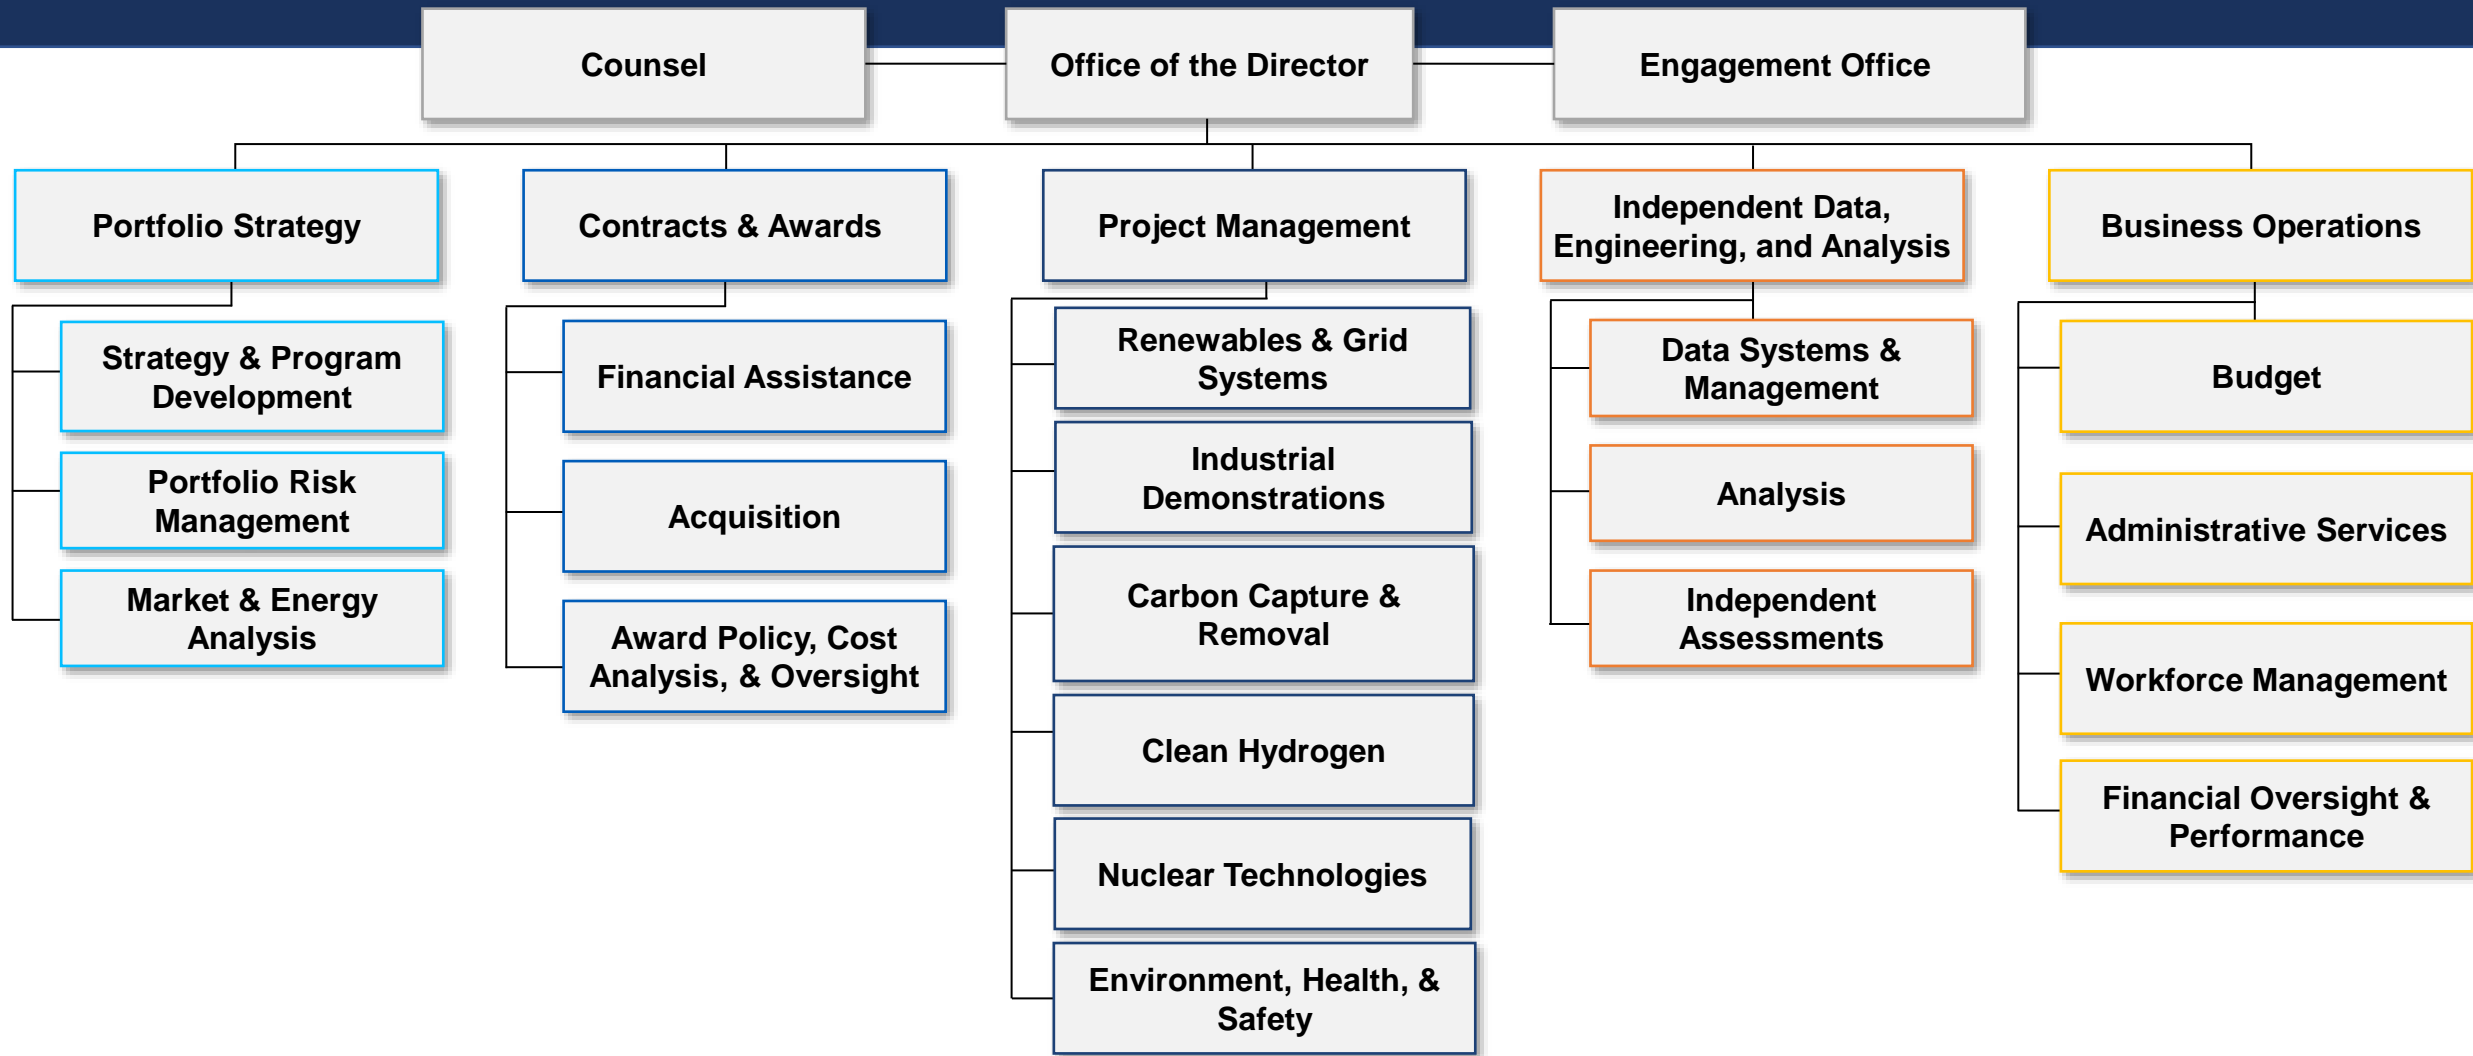 Counsel
Office of the Director
Engagement Office
Portfolio Strategy
Contracts & Awards
Project Management
Independent Data,
Engineering, and Analysis
Business Operations
Strategy & Program
Development
Portfolio Risk
Management
Market & Energy
Analysis
Financial Assistance
Acquisition
Award Policy, Cost
Analysis, & Oversight
Renewables & Grid
Systems
Industrial
Demonstrations
Carbon Capture &
Removal
Clean Hydrogen
Nuclear Technologies
Environment, Health, &
Safety
Data Systems &
Management
Analysis
Independent
Assessments
Budget
Administrative Services
Workforce Management
Financial Oversight &
Performance